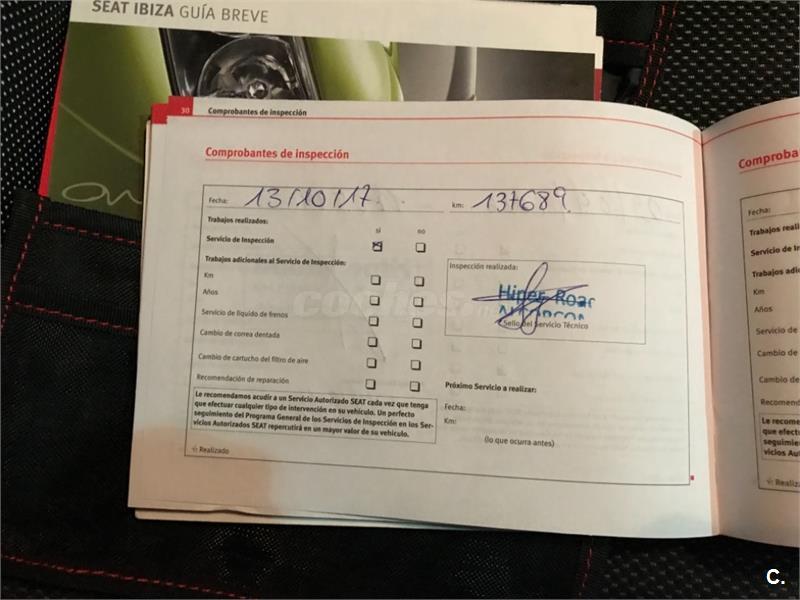 SEAT IBIZA GUÍA BREVE
30 Comprobantes de inspección
Comprobantes de inspección
Fecha: 13/10/17. km: 137689.
Trabajos realizados:
sí no
Servicio de Inspección
Trabajos adicionales al Servicio de Inspección:
Km
Años
Servicio de líquido de frenos
Cambio de correa dentada
Cambio de cartucho del filtro de aire
Recomendación de reparación
Le recomendamos acudir a un Servicio Autorizado SEAT cada vez que tenga
que efectuar cualquier tipo de intervención en su vehículo. Un perfecto
seguimiento del Programa General de los Servicios de Inspección en los Ser-
vicios Autorizados SEAT repercutirá en un mayor valor de su vehículo.
Realizado
Inspección realizada:
Hiper Roar
Sello del Servicio Técnico
Próximo Servicio a realizar:
Fecha:
Km:
(lo que ocurra antes)
Comproba
Fecha:
Trabajos reali
Servicio de In
Trabajos adici
Km
Años
Servicio de
Cambio de
Cambio de
Recomend
Le recome
que efectu
seguimien
vicios Aut
Realiz
coches.net
C.